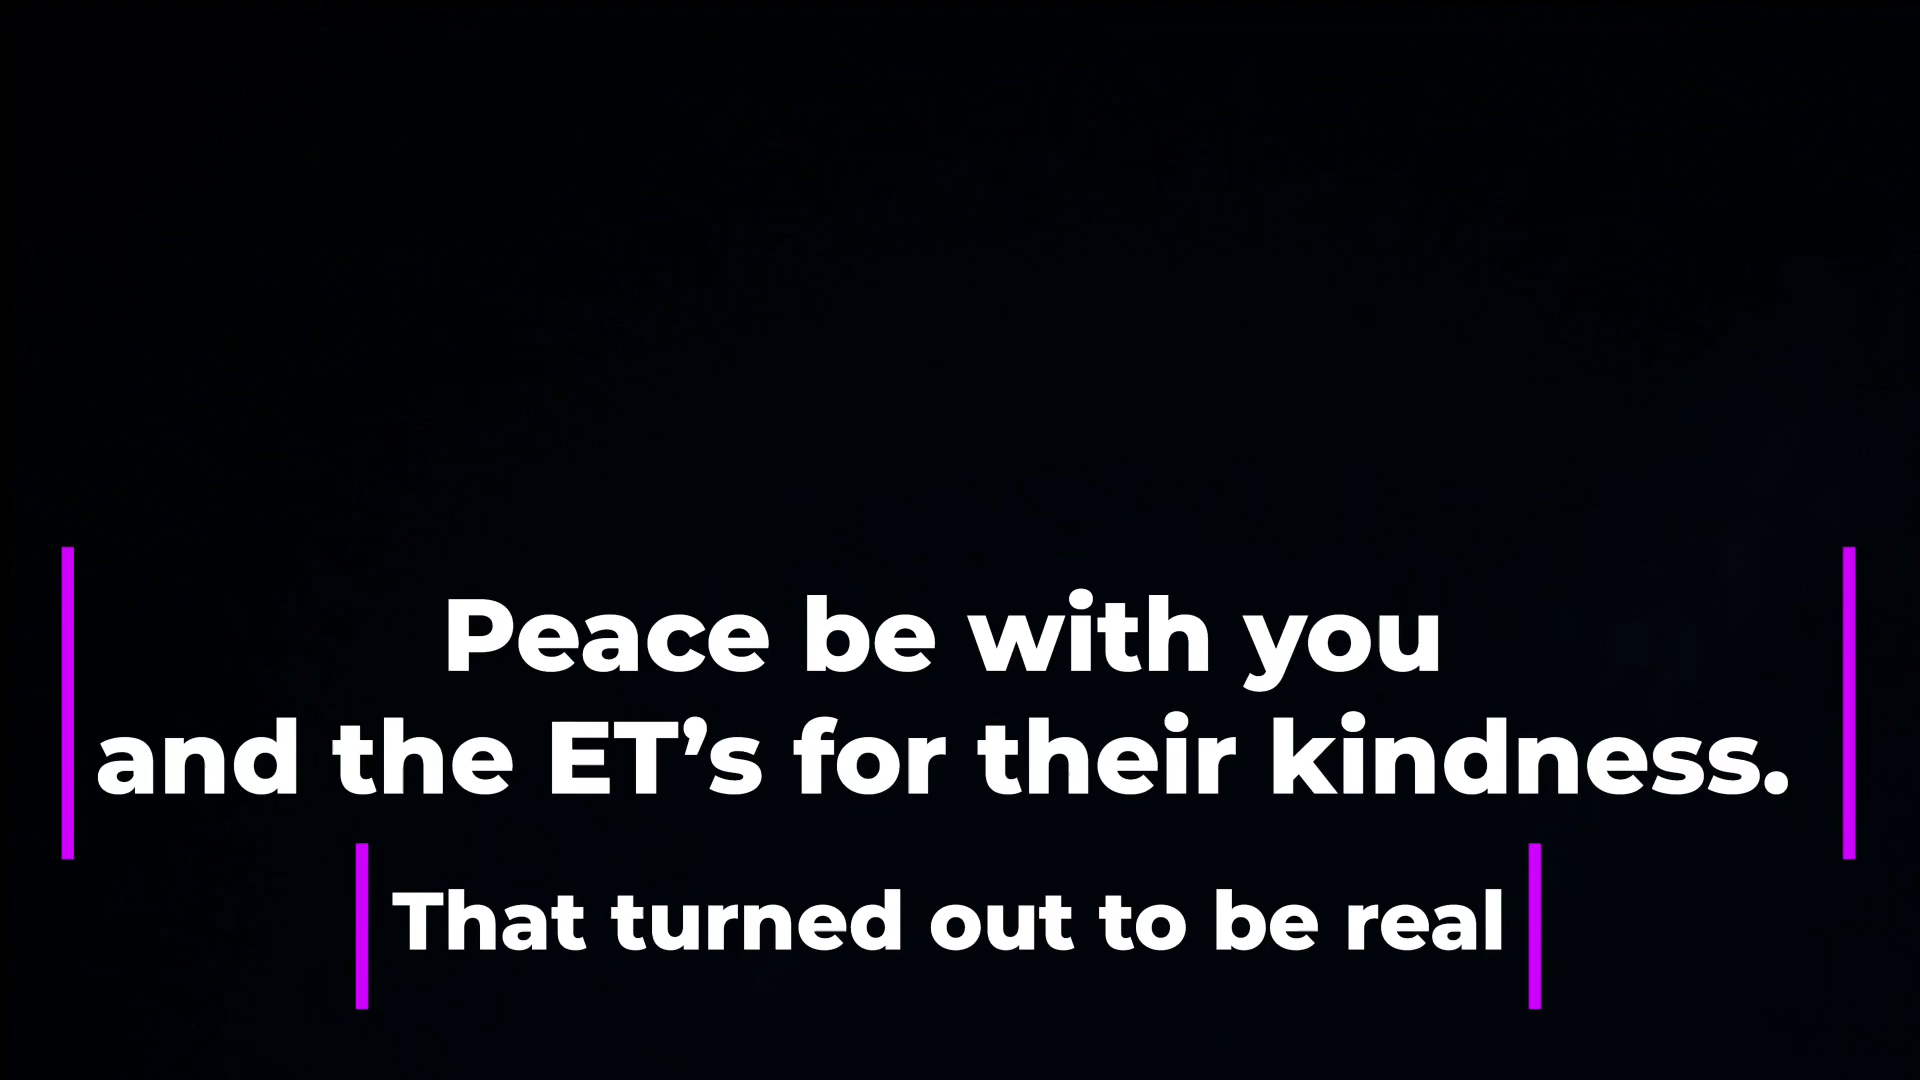 Peace be with you
and the ET’s for their kindness.
That turned out to be real